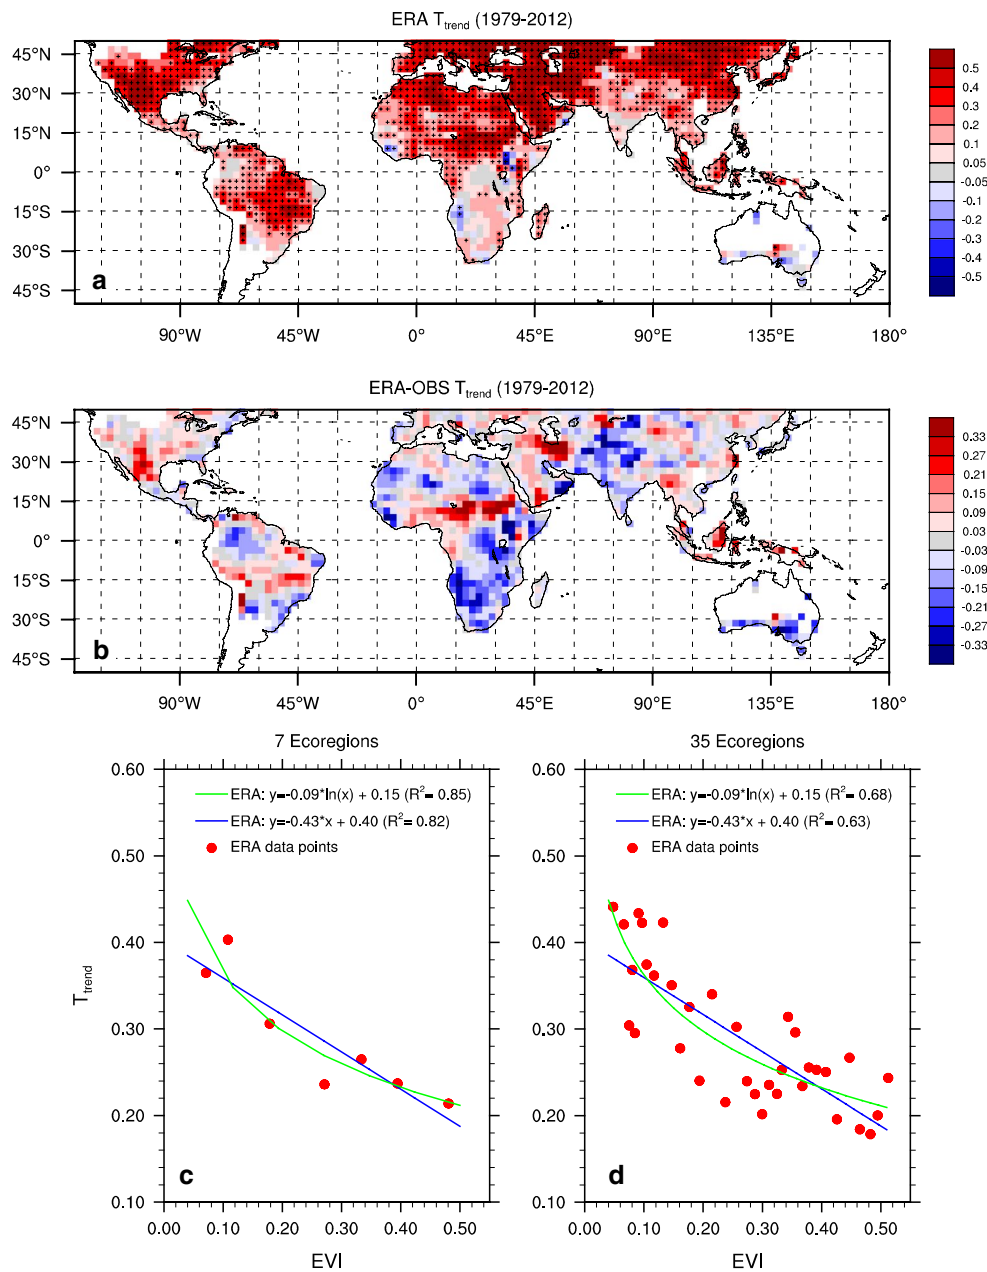 ERA T_trend (1979-2012)
45°N
30°N
15°N
0°
15°S
30°S
45°S
a
90°W
45°W
0°
45°E
90°E
135°E
180°
0.5
0.4
0.3
0.2
0.1
0.05
-0.05
-0.1
-0.2
-0.3
-0.4
-0.5
ERA-OBS T_trend (1979-2012)
45°N
30°N
15°N
0°
15°S
30°S
45°S
b
90°W
45°W
0°
45°E
90°E
135°E
180°
0.33
0.27
0.21
0.15
0.09
0.03
-0.03
-0.09
-0.15
-0.21
-0.27
-0.33
7 Ecoregions
ERA: y=-0.09*ln(x) + 0.15 (R²= 0.85)
ERA: y=-0.43*x + 0.40 (R²= 0.82)
ERA data points
0.60
0.50
0.40
0.30
0.20
0.10
T_trend
c
0.00
0.10
0.20
0.30
0.40
0.50
EVI
35 Ecoregions
ERA: y=-0.09*ln(x) + 0.15 (R²= 0.68)
ERA: y=-0.43*x + 0.40 (R²= 0.63)
ERA data points
0.60
0.50
0.40
0.30
0.20
0.10
d
0.00
0.10
0.20
0.30
0.40
0.50
EVI